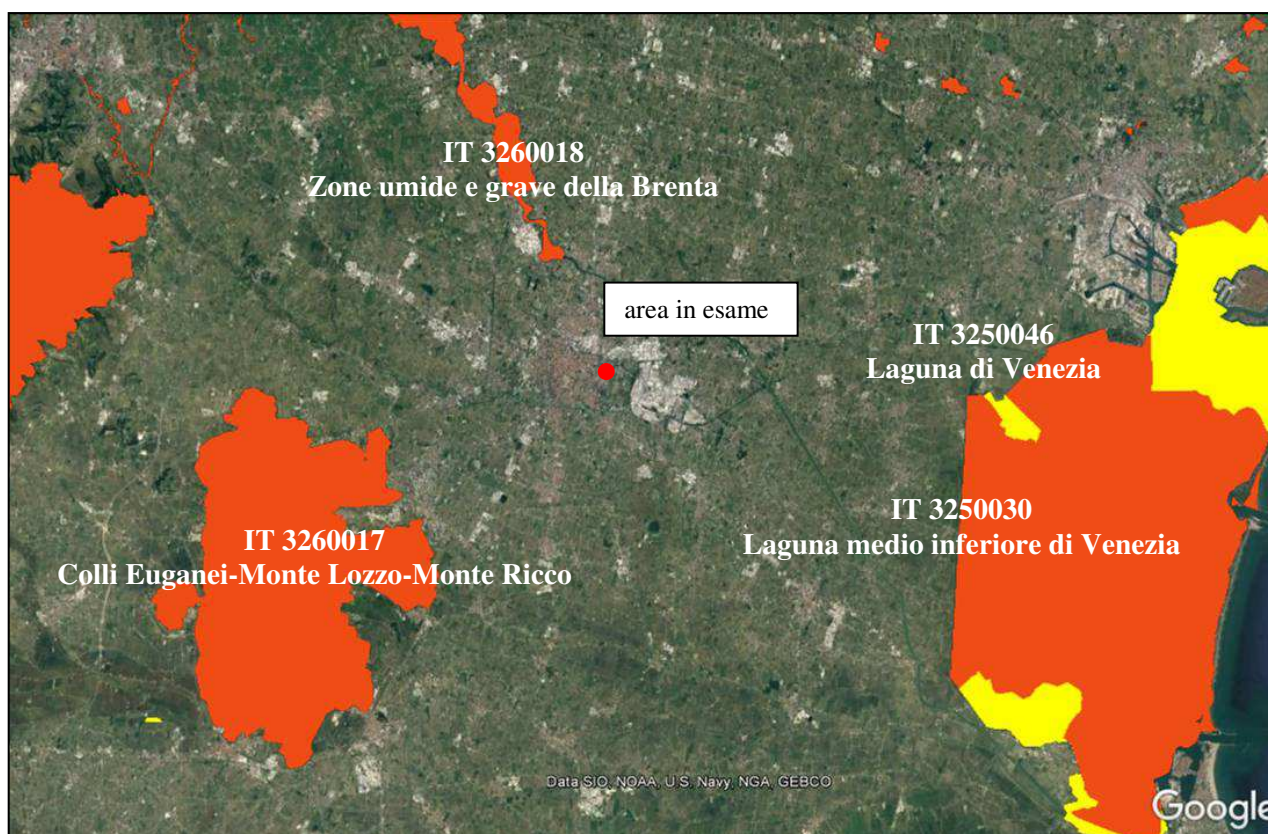 IT 3260018
Zone umide e grave della Brenta
area in esame
IT 3250046
Laguna di Venezia
IT 3250030
Laguna medio inferiore di Venezia
IT 3260017
Colli Euganei-Monte Lozzo-Monte Ricco
Data SIO, NOAA, U.S. Navy, NGA, GEBCO
Google